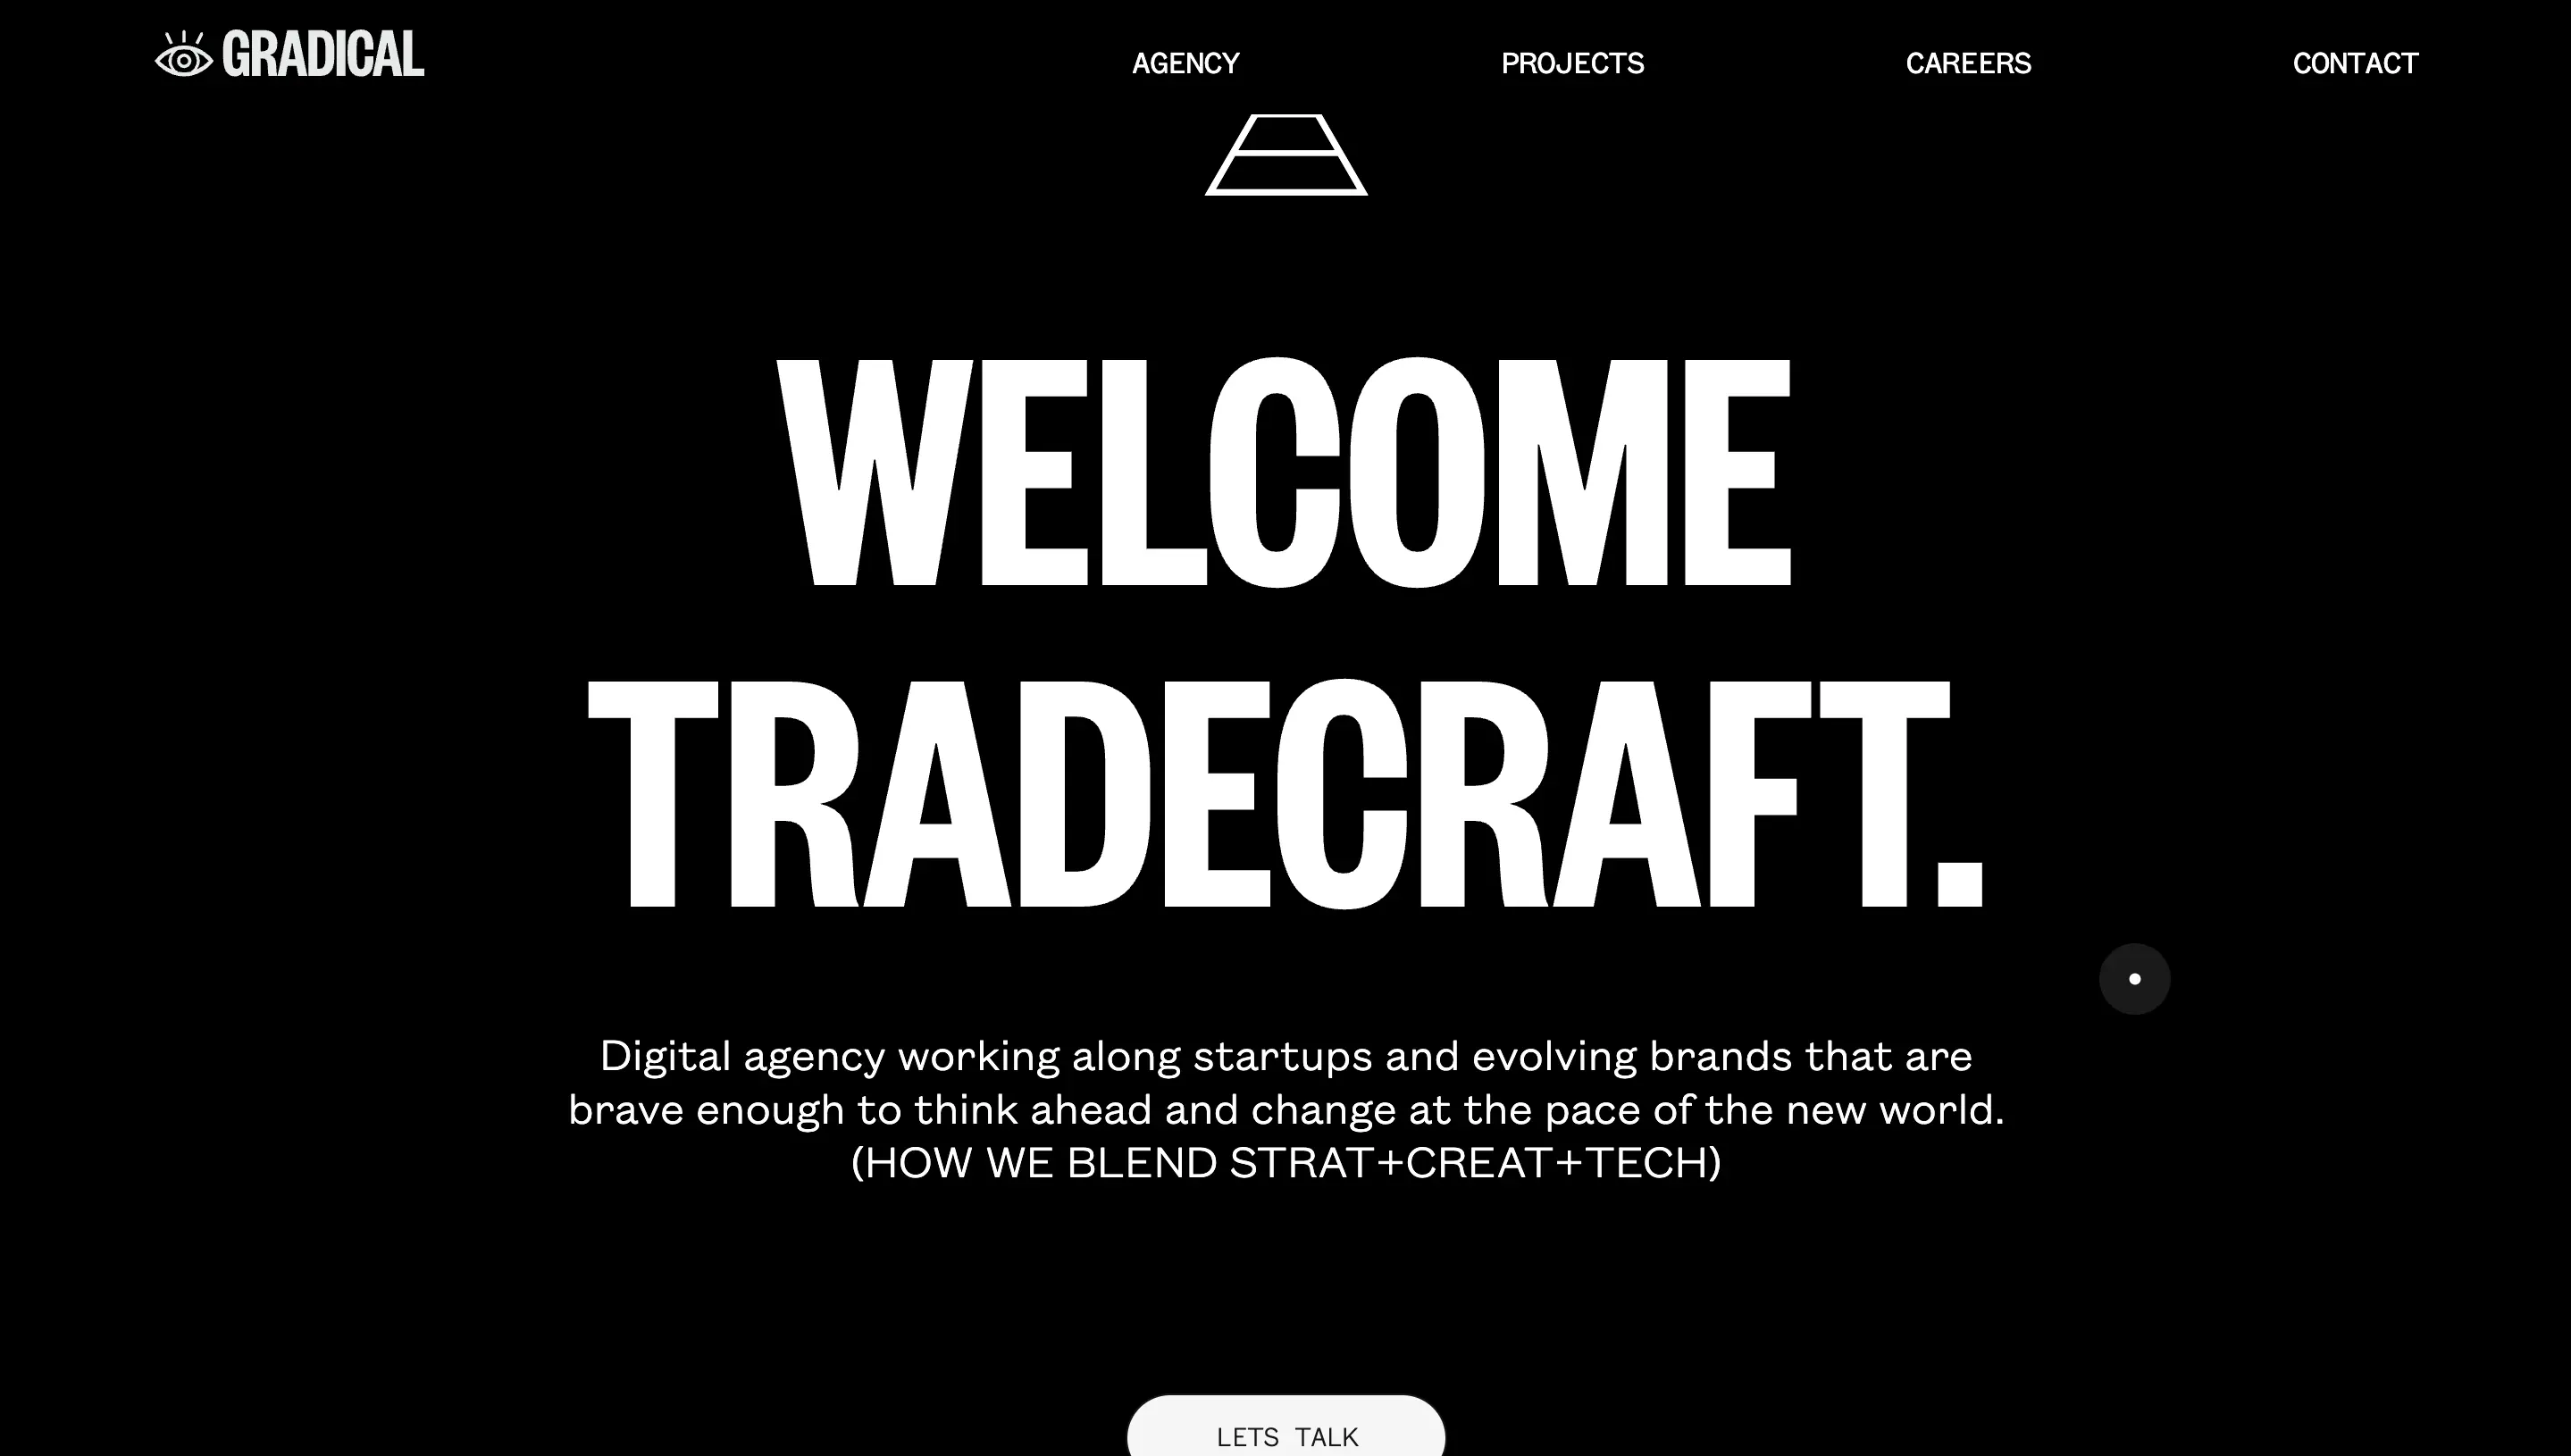 GRADICAL
AGENCY PROJECTS CAREERS CONTACT
WELCOME
TRADECRAFT.
Digital agency working along startups and evolving brands that are
brave enough to think ahead and change at the pace of the new world.
(HOW WE BLEND STRAT+CREAT+TECH)
LETS TALK